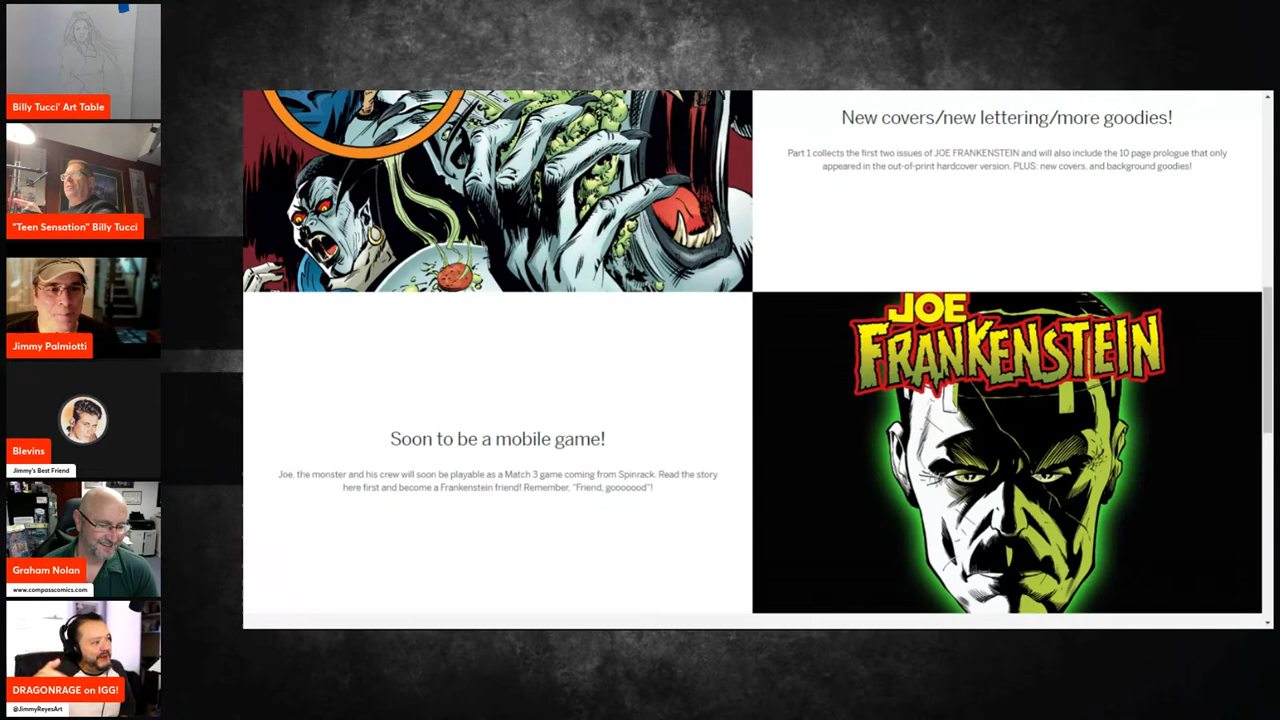 Billy Tucci' Art Table
"Teen Sensation" Billy Tucci
Jimmy Palmiotti
Blevins
Jimmy's Best Friend
Graham Nolan
www.compasscomics.com
DRAGONRAGE on IGG!
@JimmyReyesArt
New covers/new lettering/more goodies!
Part 1 collects the first two issues of JOE FRANKENSTEIN and will also include the 10 page prologue that only
appeared in the out-of-print hardcover version. PLUS: new covers, and background goodies!
Soon to be a mobile game!
Joe, the monster and his crew will soon be playable as a Match 3 game coming from Spinrack. Read the story
here first and become a Frankenstein friend! Remember, "Friend, gooooood"!
JOE
FRANKENSTEIN